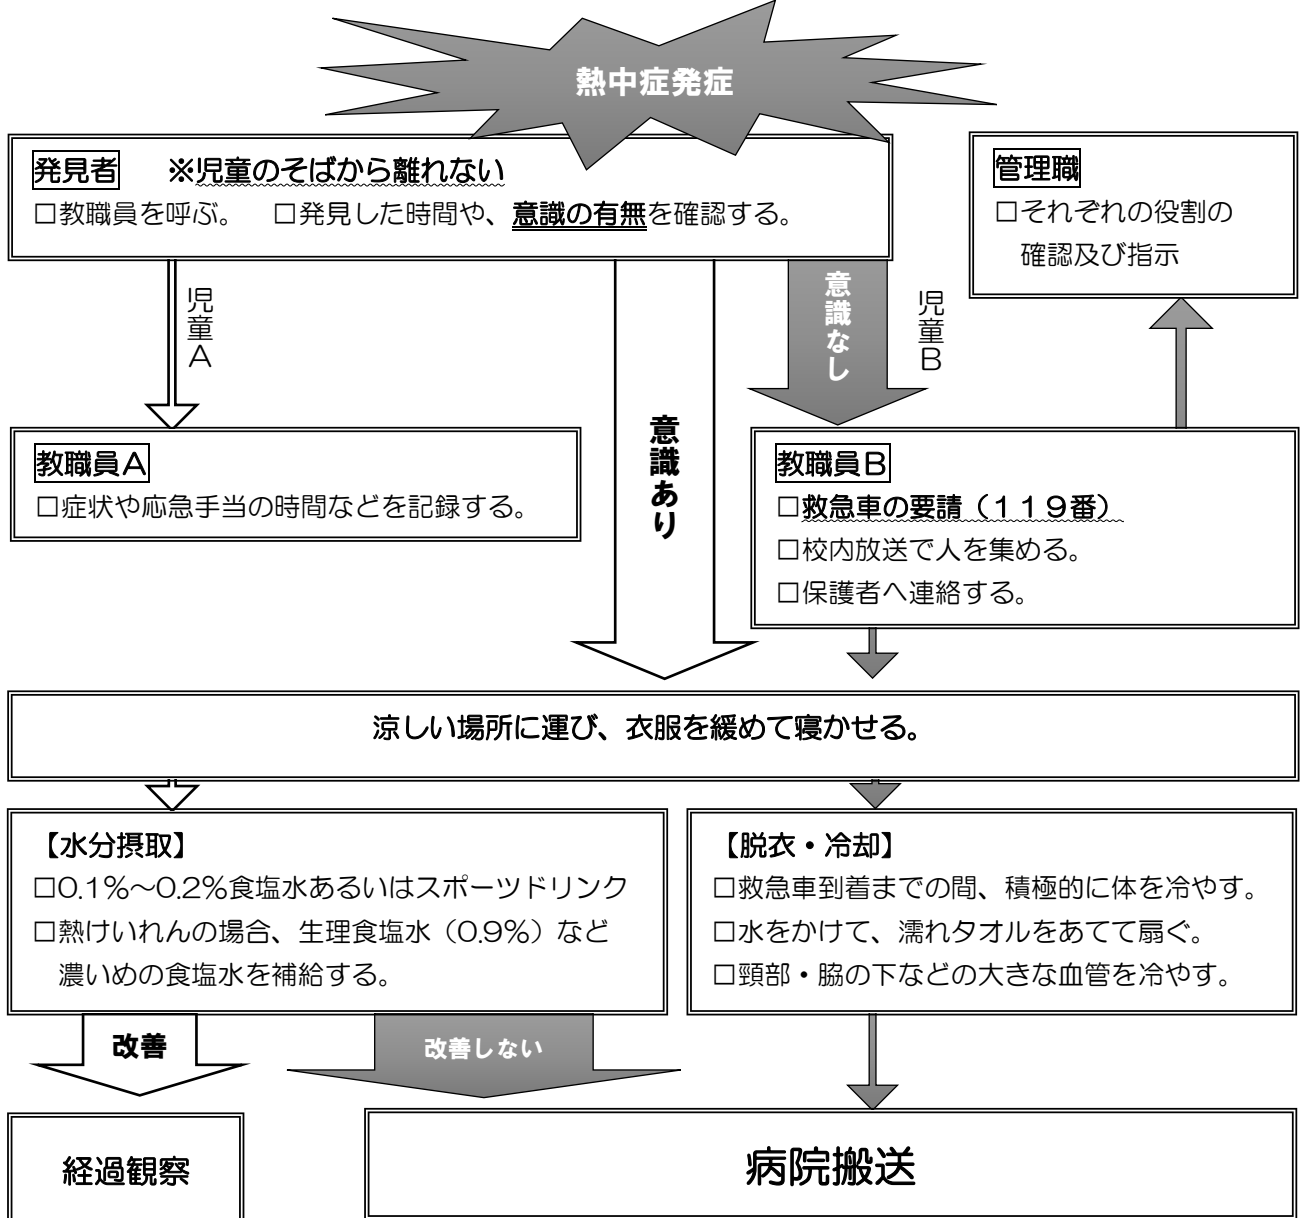 熱中症発症
発見者　※児童のそばから離れない
□教職員を呼ぶ。　□発見した時間や、意識の有無を確認する。
管理職
□それぞれの役割の
確認及び指示
児童A
意識なし
児童B
意識あり
教職員A
□症状や応急手当の時間などを記録する。
教職員B
□救急車の要請（１１９番）
□校内放送で人を集める。
□保護者へ連絡する。
涼しい場所に運び、衣服を緩めて寝かせる。
【水分摂取】
□0.1％～0.2％食塩水あるいはスポーツドリンク
□熱けいれんの場合、生理食塩水（0.9％）など
濃いめの食塩水を補給する。
【脱衣・冷却】
□救急車到着までの間、積極的に体を冷やす。
□水をかけて、濡れタオルをあてて扇ぐ。
□頸部・脇の下などの大きな血管を冷やす。
改善
改善しない
経過観察
病院搬送